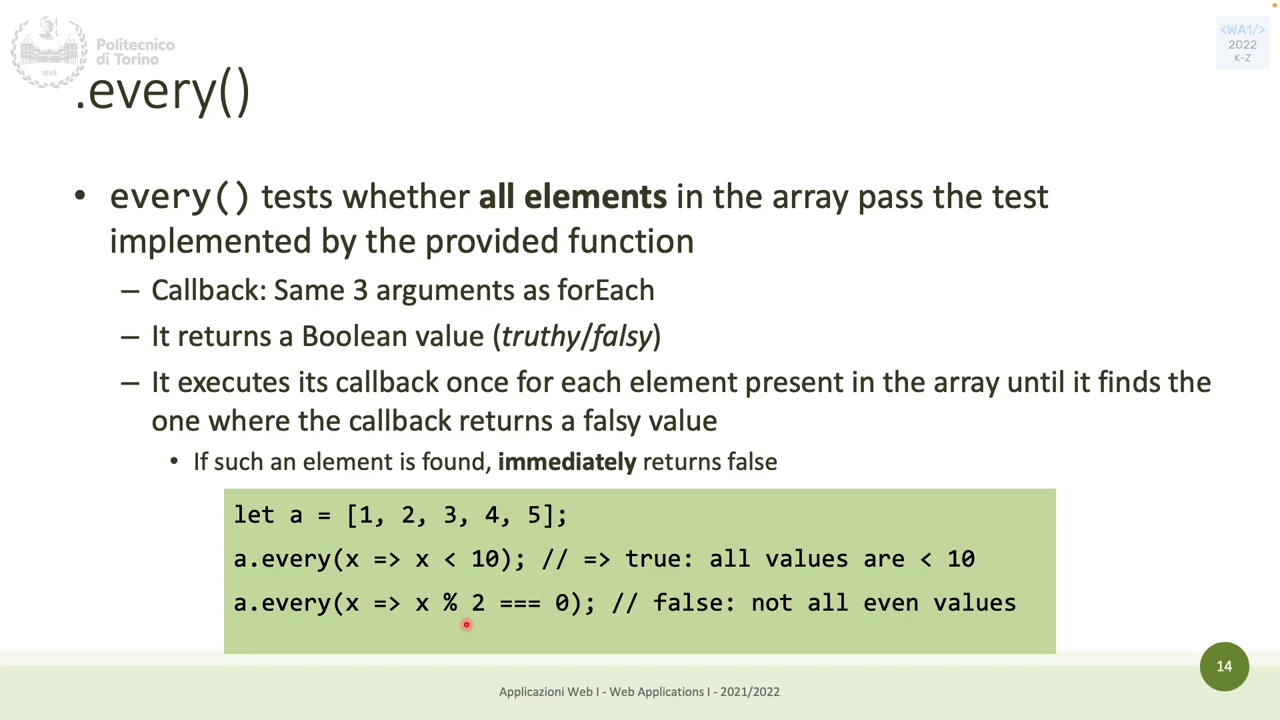 Politecnico
di Torino
1859
<WA1/>
2022
K-Z
.every()
• every() tests whether all elements in the array pass the test
implemented by the provided function
– Callback: Same 3 arguments as forEach
– It returns a Boolean value (truthy/falsy)
– It executes its callback once for each element present in the array until it finds the
one where the callback returns a falsy value
• If such an element is found, immediately returns false
let a = [1, 2, 3, 4, 5];
a.every(x => x < 10); // => true: all values are < 10
a.every(x => x % 2 === 0); // false: not all even values
14
Applicazioni Web I - Web Applications I - 2021/2022